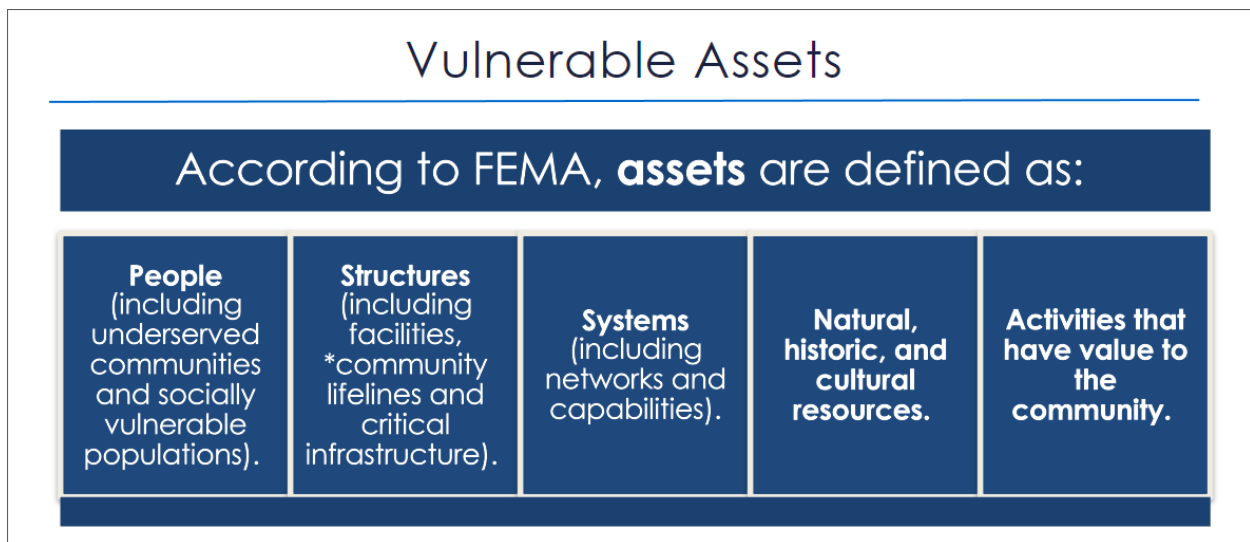 Vulnerable Assets
According to FEMA, assets are defined as:
People
(including
underserved
communities
and socially
vulnerable
populations).
Structures
(including
facilities,
*community
lifelines and
critical
infrastructure).
Systems
(including
networks and
capabilities).
Natural,
historic, and
cultural
resources.
Activities that
have value to
the
community.